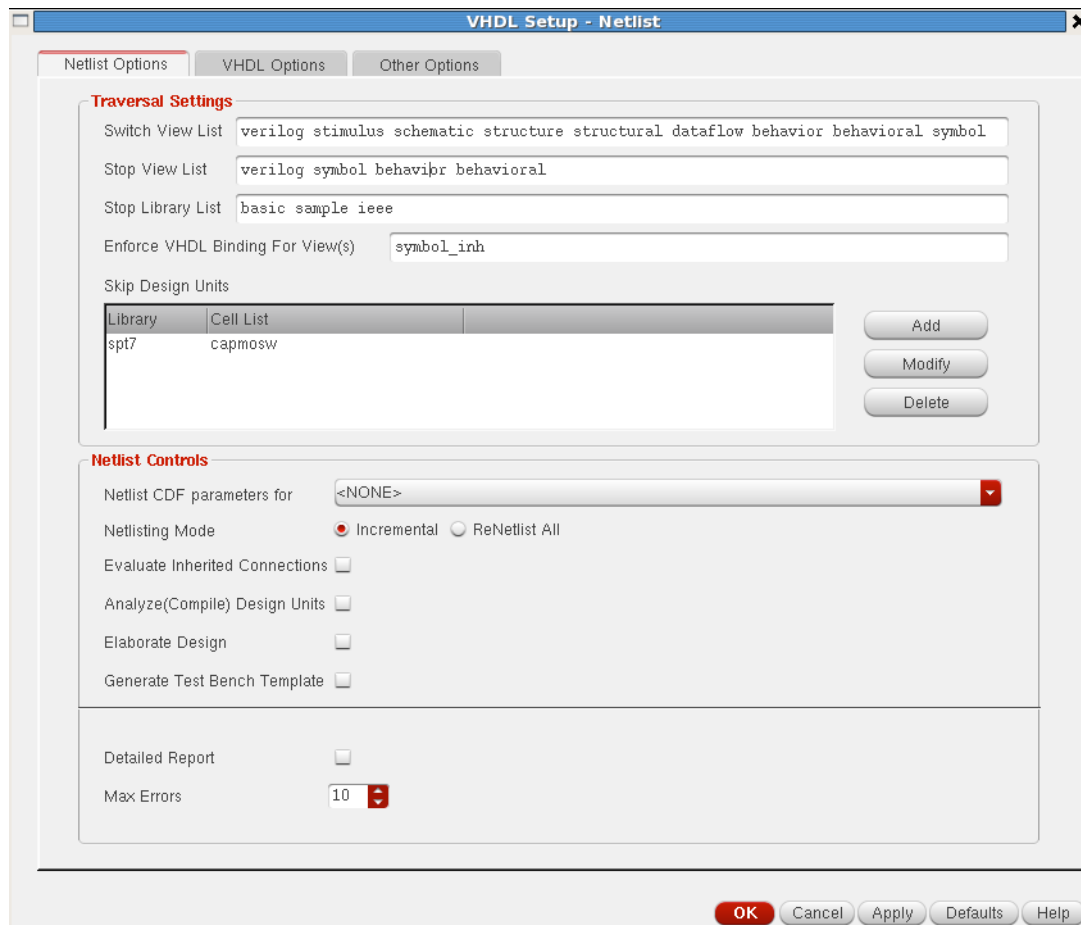 VHDL Setup - Netlist
Netlist Options VHDL Options Other Options
Traversal Settings
Switch View List verilog stimulus schematic structure structural dataflow behavior behavioral symbol
Stop View List verilog symbol behavior behavioral
Stop Library List basic sample ieee
Enforce VHDL Binding For View(s) symbol_inh
Skip Design Units
Library Cell List
spt7 capmosw
Add
Modify
Delete
Netlist Controls
Netlist CDF parameters for <NONE>
Netlisting Mode Incremental ReNetlist All
Evaluate Inherited Connections
Analyze(Compile) Design Units
Elaborate Design
Generate Test Bench Template
Detailed Report
Max Errors 10
OK Cancel Apply Defaults Help